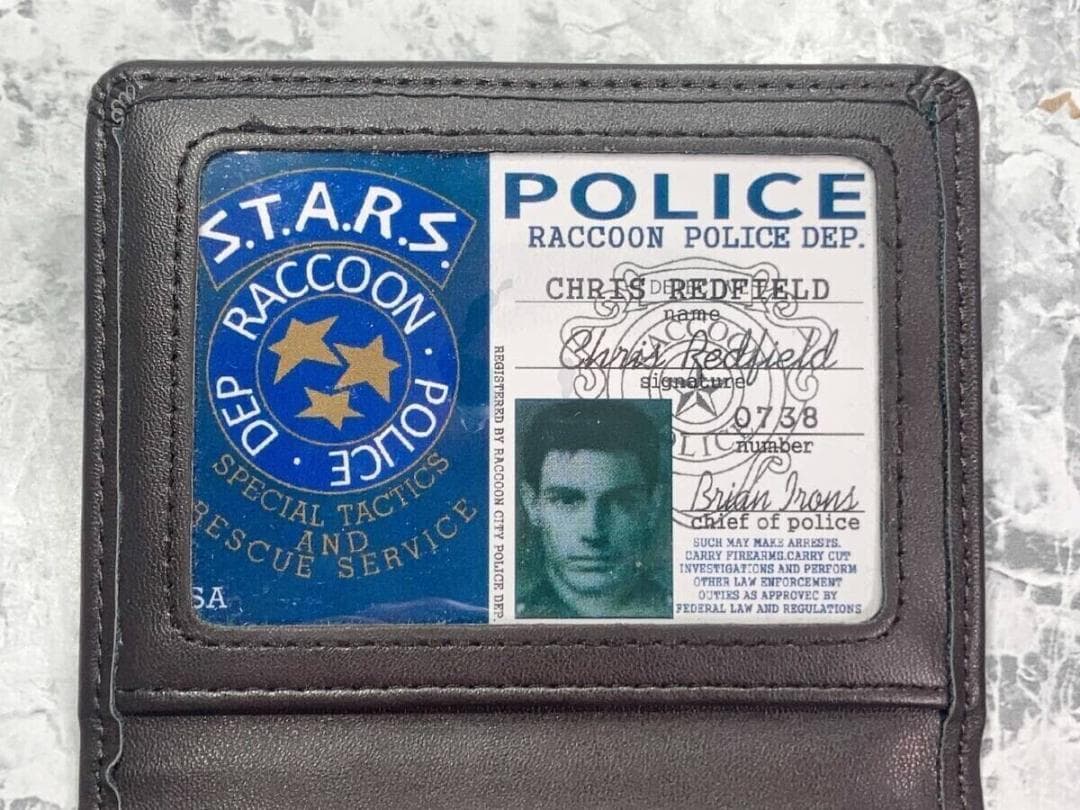 S.T.A.R.S.
RACCOON · POLICE · DEP
SPECIAL TACTICS
AND
RESCUE SERVICE
SA
REGISTERED BY RACCOON CITY POLICE DEP.
POLICE
RACCOON POLICE DEP.
CHRIS REDFIELD
name
Chris Redfield
signature
0738
number
Brian Irons
chief of police
SUCH MAY MAKE ARRESTS.
CARRY FIREARMS.CARRY CUT
INVESTIGATIONS AND PERFORM
OTHER LAW ENFORCEMENT
OUTIES AS APPROVEC BY
FEDERAL LAW AND REGULATIONS